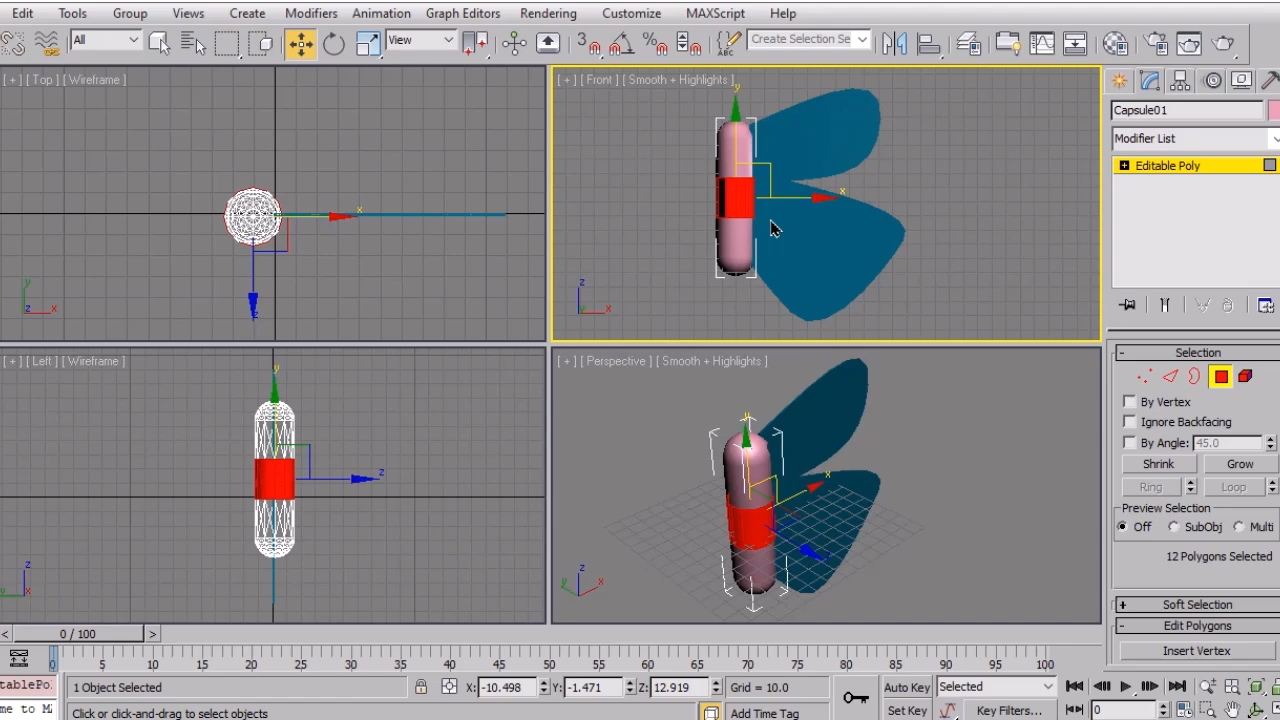 Edit Tools Group Views Create Modifiers Animation Graph Editors Rendering Customize MAXScript Help
All View 3 % ABC Create Selection Se
[ + ] [ Top ] [ Wireframe ]
[ + ] [ Front ] [ Smooth + Highlights ]
[ + ] [ Left ] [ Wireframe ]
[ + ] [ Perspective ] [ Smooth + Highlights ]
Capsule01
Modifier List
Editable Poly
Selection
By Vertex
Ignore Backfacing
By Angle: 45.0
Shrink Grow
Ring Loop
Preview Selection
Off SubObj Multi
12 Polygons Selected
+ Soft Selection
- Edit Polygons
Insert Vertex
< 0 / 100 >
0 5 10 15 20 25 30 35 40 45 50 55 60 65 70 75 80 85 90 95 100
tablePo 1 Object Selected X: -10.498 Y: -1.471 Z: 12.919 Grid = 10.0 Auto Key Selected
me to M Click or click-and-drag to select objects Add Time Tag Set Key Key Filters... 0